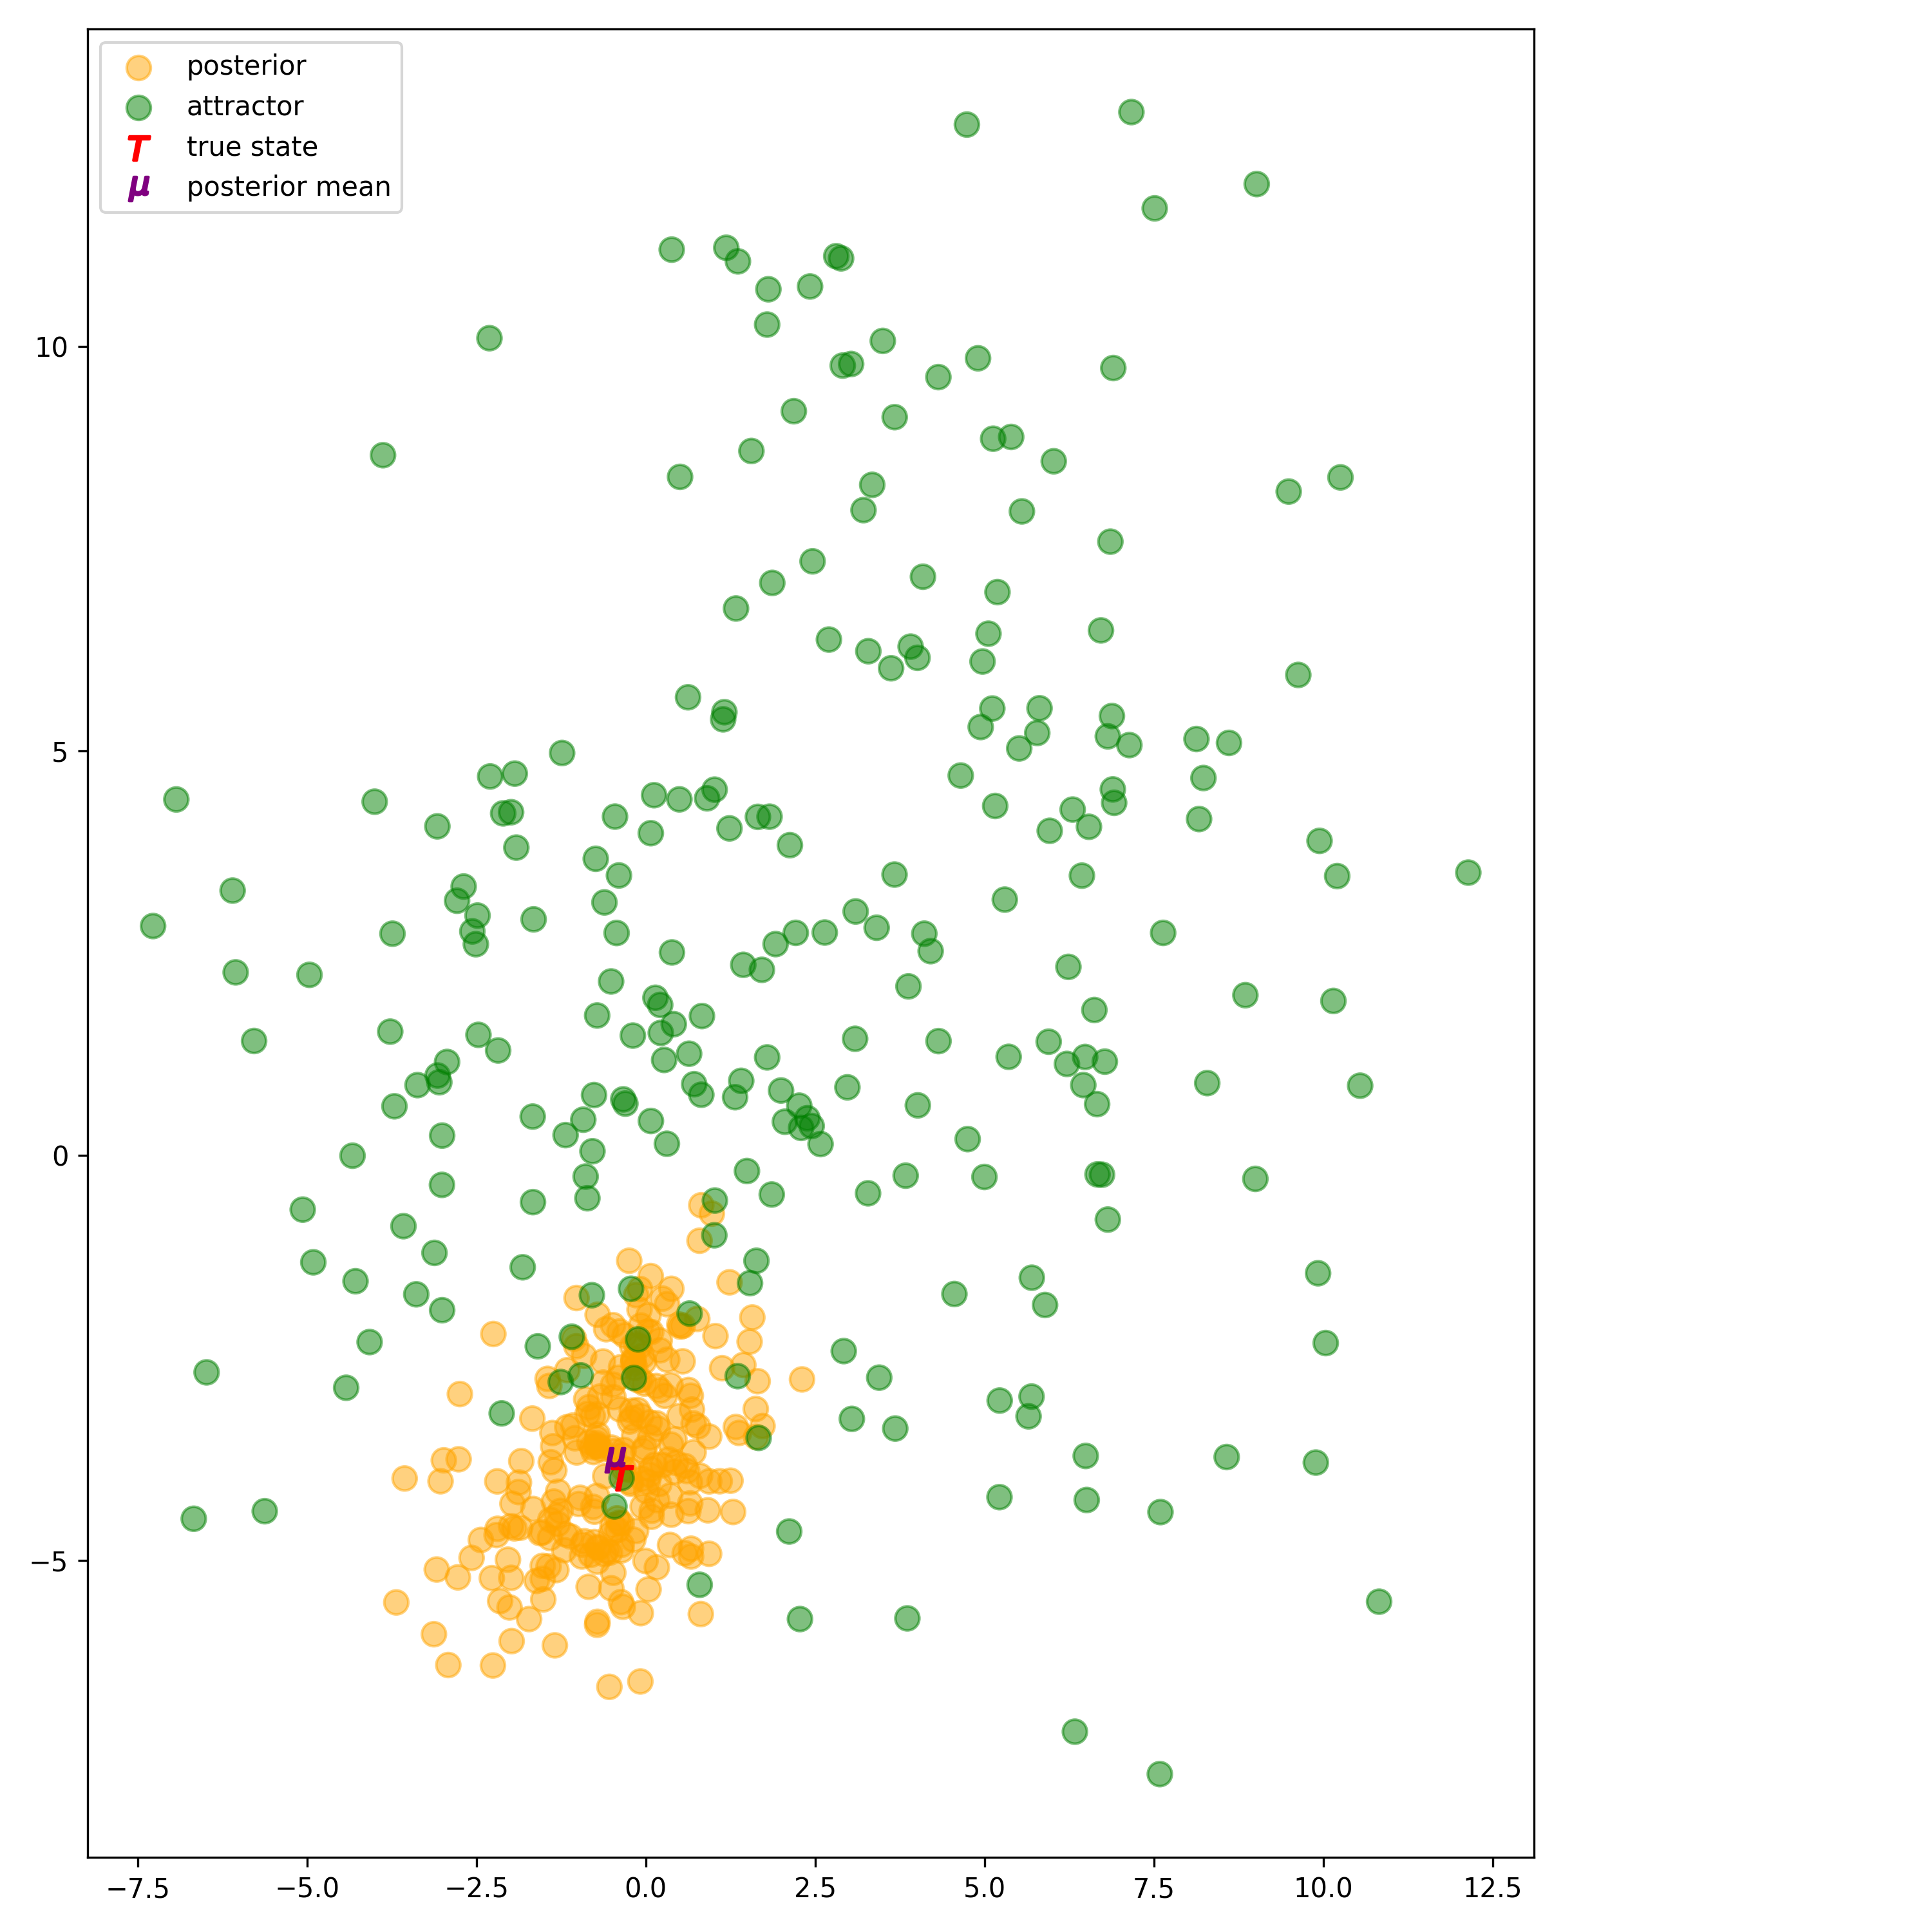 posterior
attractor
T true state
μ posterior mean
10
5
0
−5
μ
T
−7.5 −5.0 −2.5 0.0 2.5 5.0 7.5 10.0 12.5